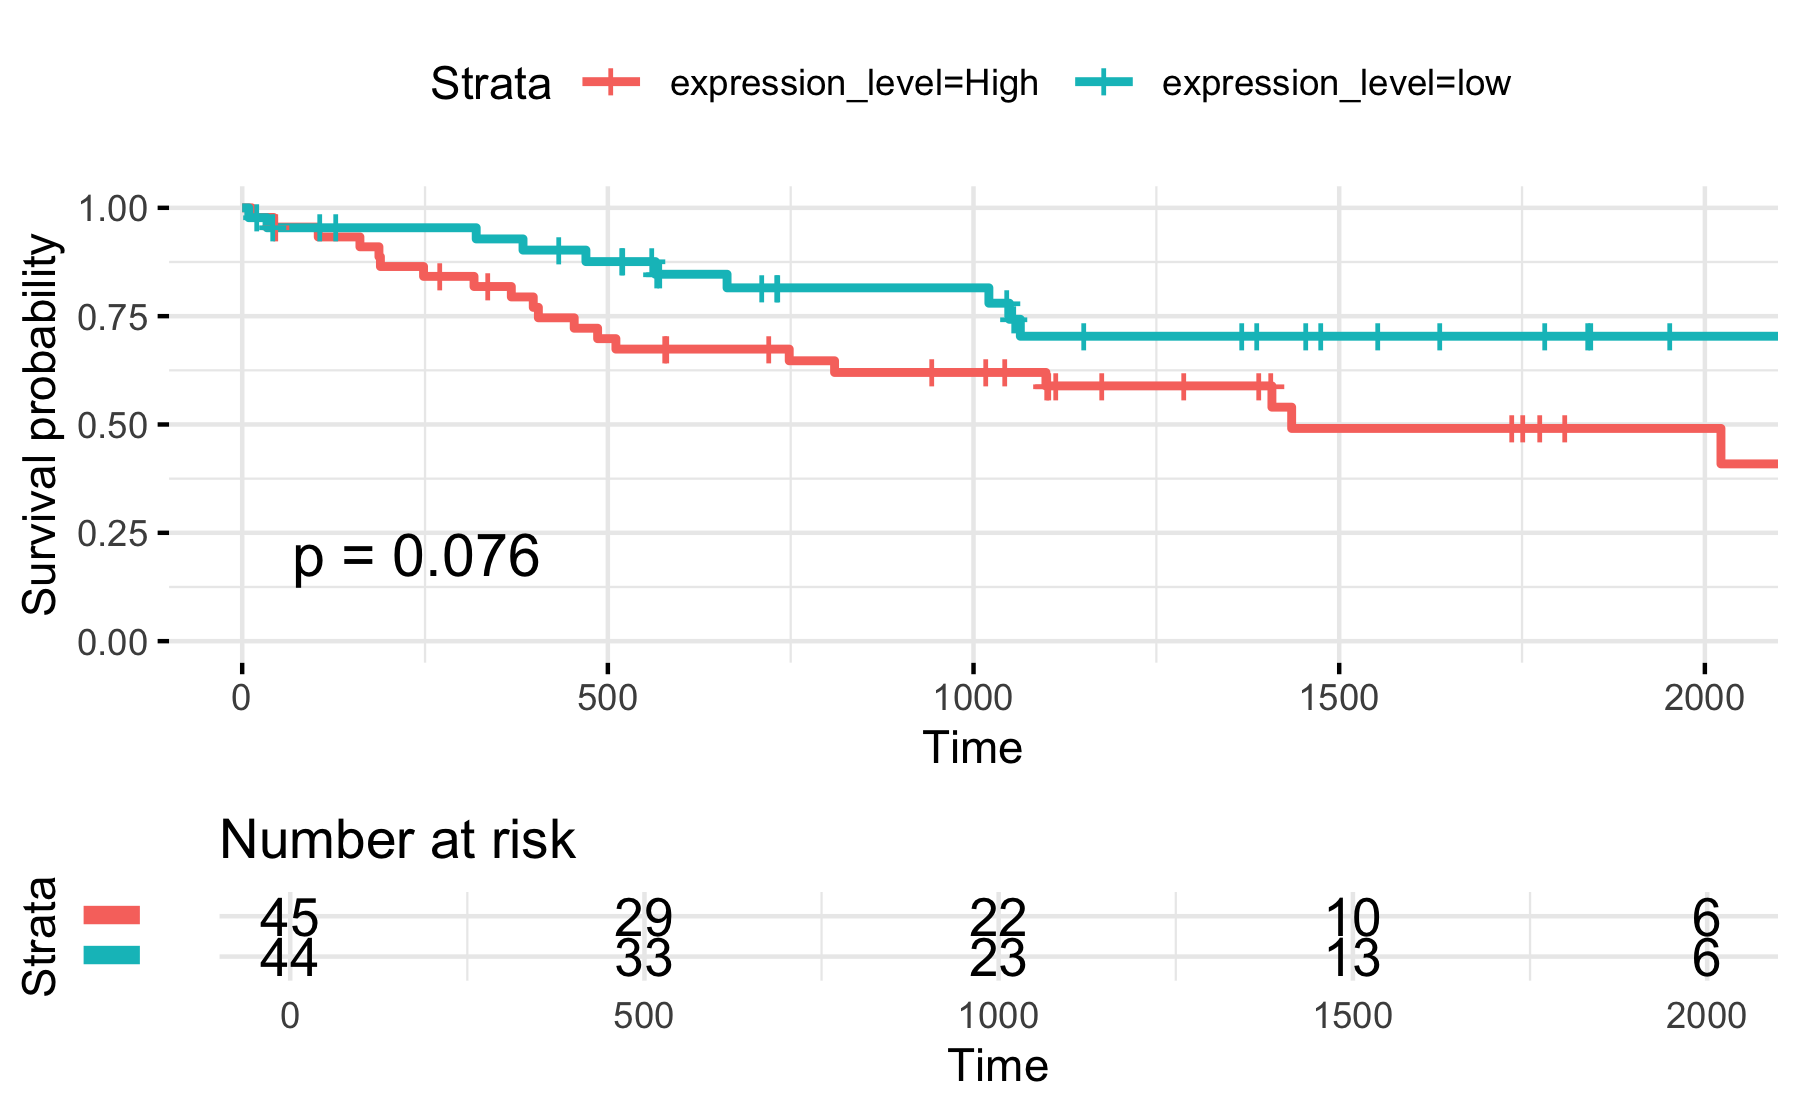 Strata expression_level=High expression_level=low
1.00
0.75
0.50
0.25
0.00
Survival probability
p = 0.076
0 500 1000 1500 2000
Time
Number at risk
Strata
45 29 22 10 6
44 33 23 13 6
0 500 1000 1500 2000
Time